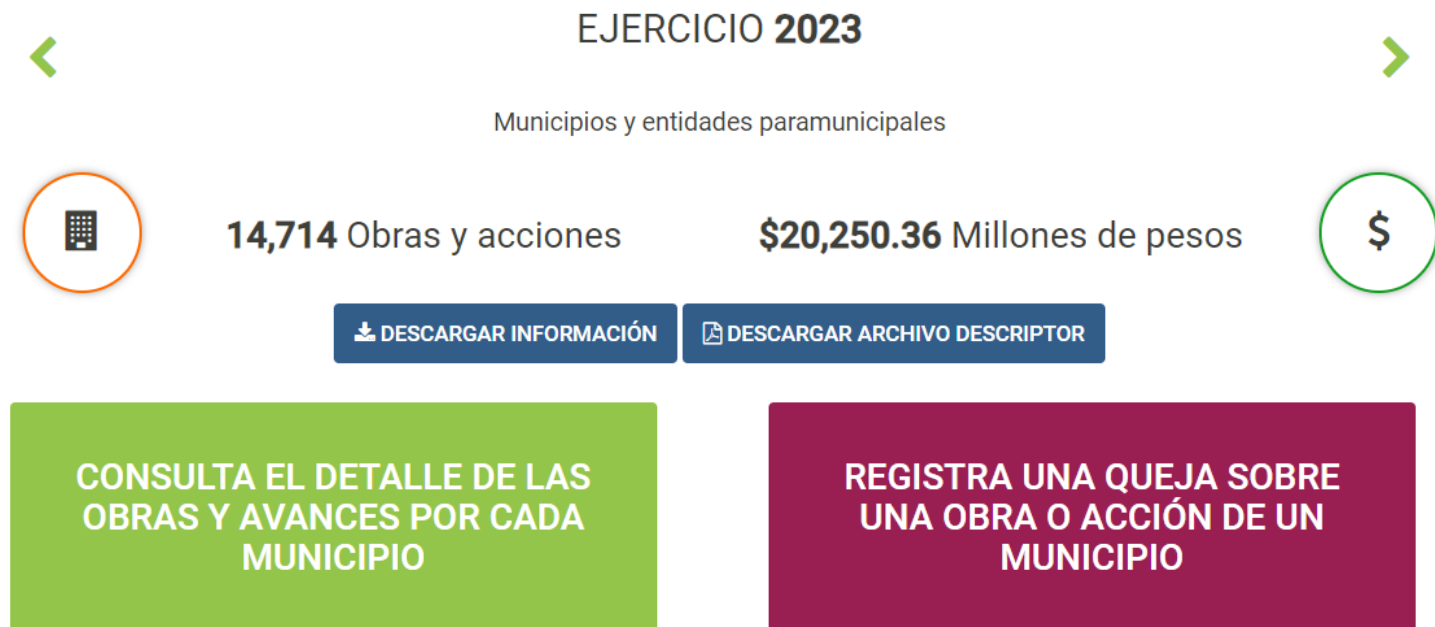 EJERCICIO 2023
Municipios y entidades paramunicipales
14,714 Obras y acciones
$20,250.36 Millones de pesos
$
DESCARGAR INFORMACIÓN
DESCARGAR ARCHIVO DESCRIPTOR
CONSULTA EL DETALLE DE LAS
OBRAS Y AVANCES POR CADA
MUNICIPIO
REGISTRA UNA QUEJA SOBRE
UNA OBRA O ACCIÓN DE UN
MUNICIPIO